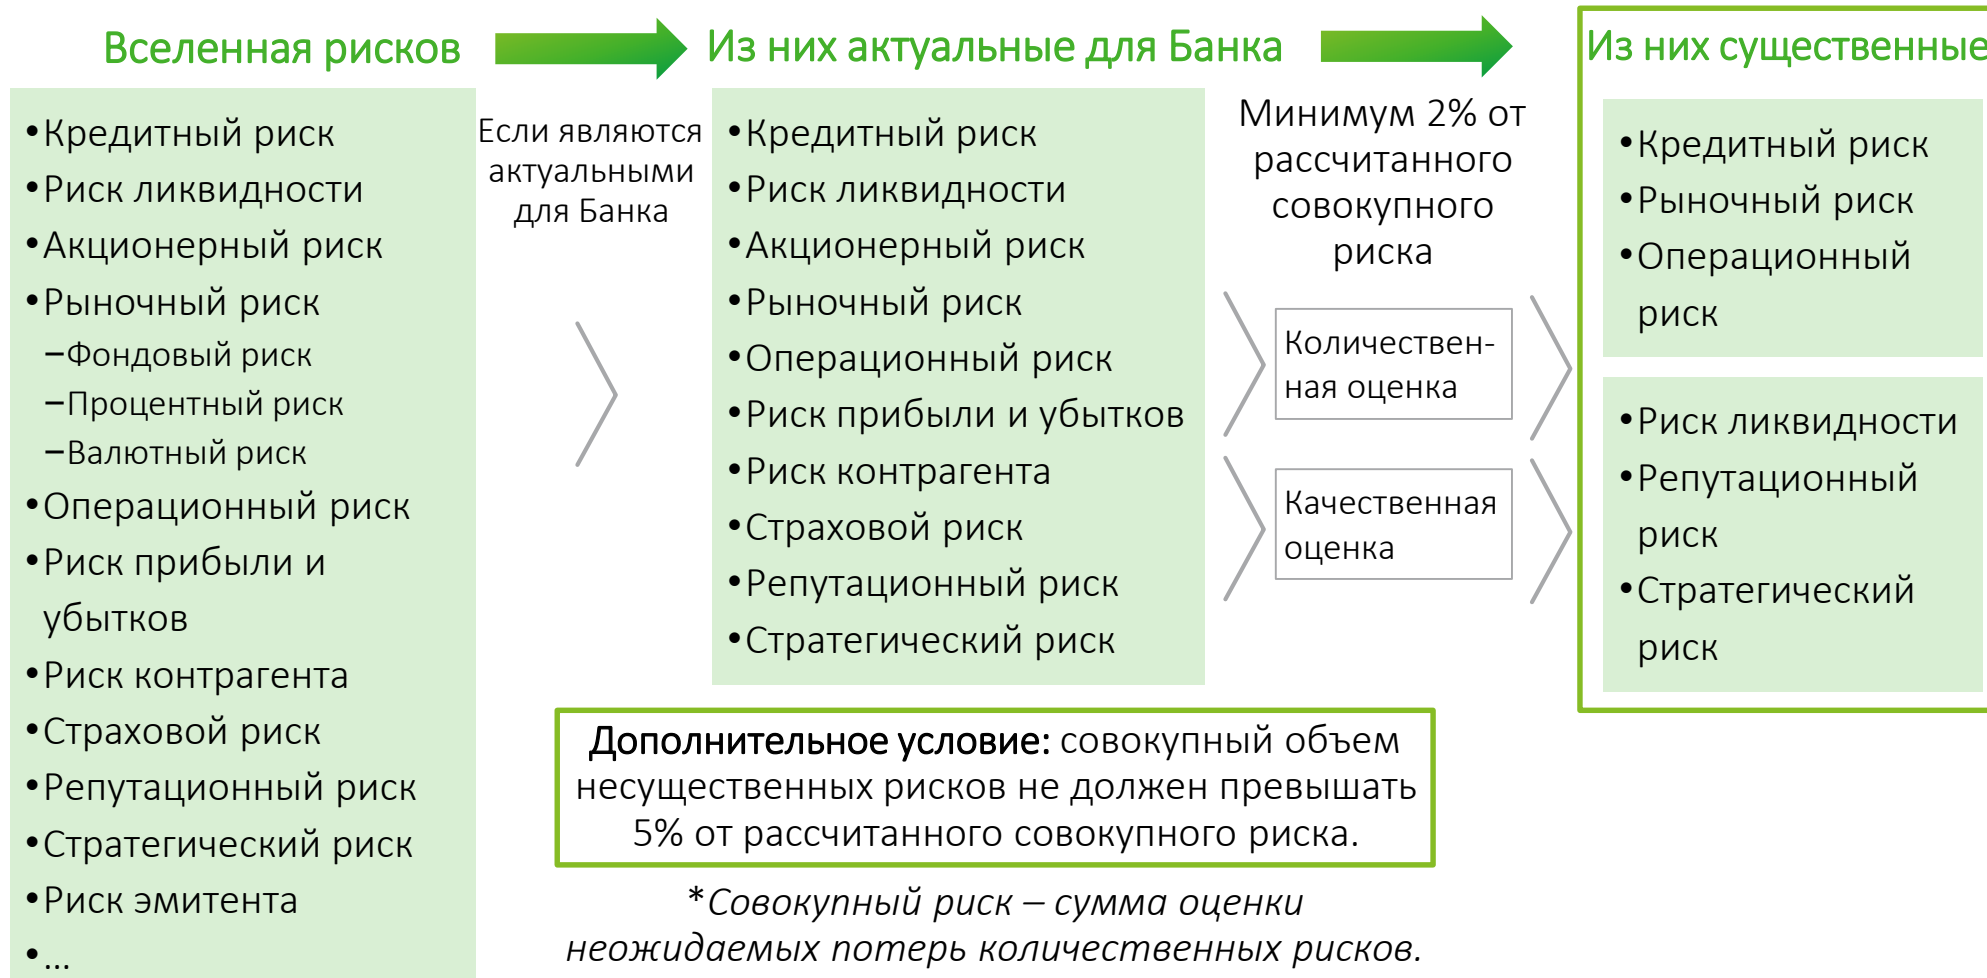 Вселенная рисков
Из них актуальные для Банка
Из них существенные
•Кредитный риск
•Риск ликвидности
•Акционерный риск
•Рыночный риск
–Фондовый риск
–Процентный риск
–Валютный риск
•Операционный риск
•Риск прибыли и
убытков
•Риск контрагента
•Страховой риск
•Репутационный риск
•Стратегический риск
•Риск эмитента
•...
Если являются
актуальными
для Банка
•Кредитный риск
•Риск ликвидности
•Акционерный риск
•Рыночный риск
•Операционный риск
•Риск прибыли и убытков
•Риск контрагента
•Страховой риск
•Репутационный риск
•Стратегический риск
Минимум 2% от
рассчитанного
совокупного
риска
Количествен-
ная оценка
Качественная
оценка
•Кредитный риск
•Рыночный риск
•Операционный
риск
•Риск ликвидности
•Репутационный
риск
•Стратегический
риск
Дополнительное условие: совокупный объем
несущественных рисков не должен превышать
5% от рассчитанного совокупного риска.
*Совокупный риск – сумма оценки
неожидаемых потерь количественных рисков.